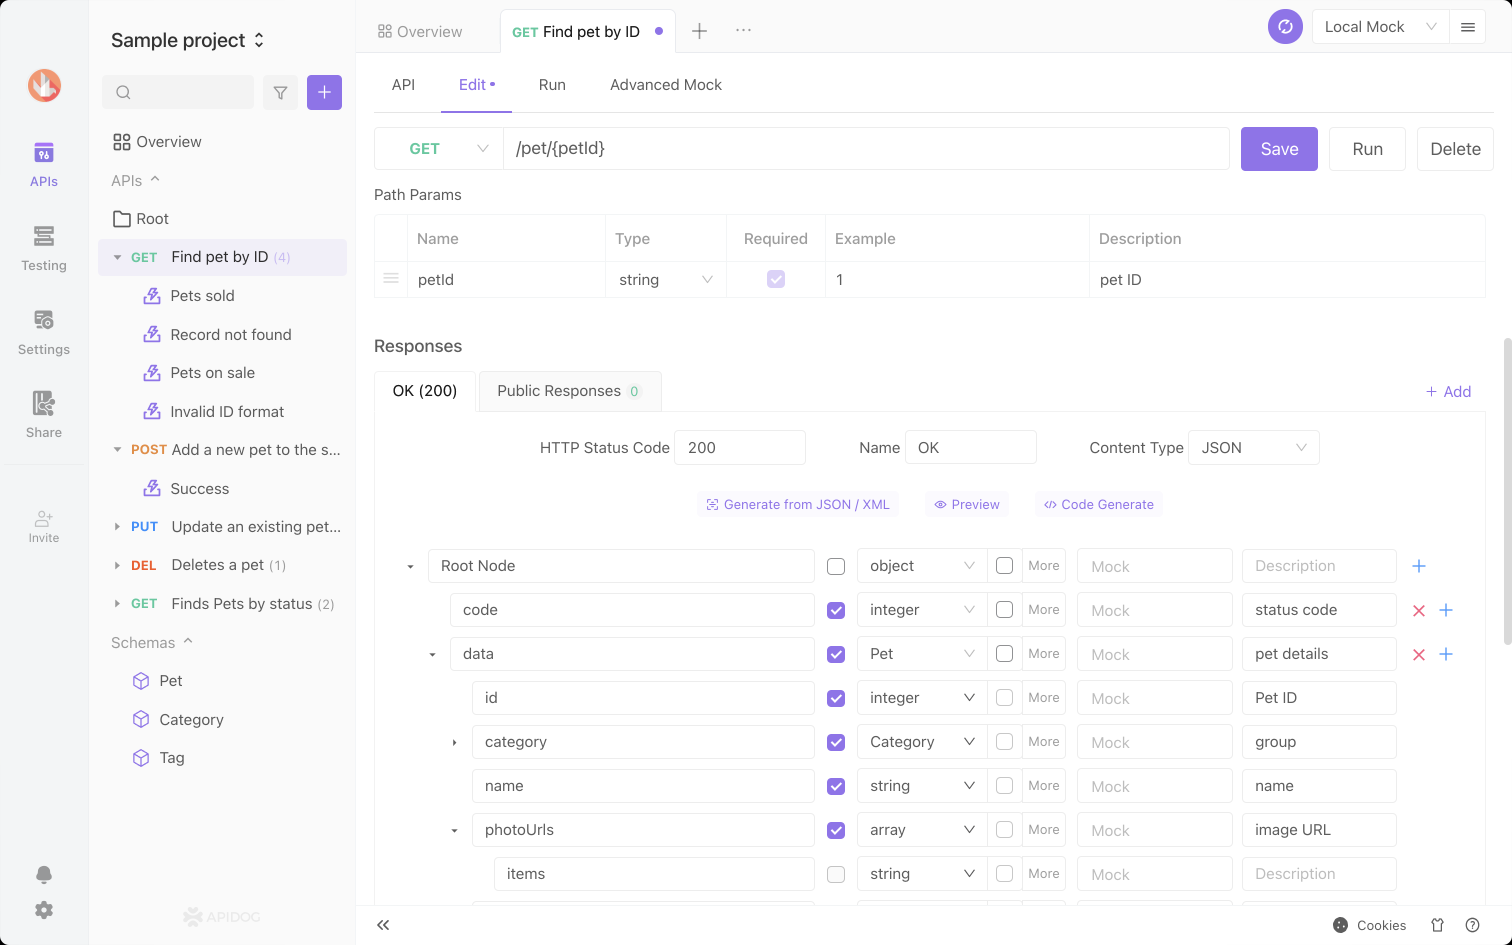 Sample project
Overview
GET Find pet by ID
Local Mock
API
Edit
Run
Advanced Mock
Overview
APIs
APIs
Root
GET Find pet by ID (4)
Pets sold
Record not found
Pets on sale
Invalid ID format
POST Add a new pet to the s...
Success
PUT Update an existing pet...
DEL Deletes a pet (1)
GET Finds Pets by status (2)
Schemas
Pet
Category
Tag
APIDOG
Testing
Settings
Share
Invite
GET /pet/{petId}
Save
Run
Delete
Path Params
Name Type Required Example Description
petId string 1 pet ID
Responses
OK (200)
Public Responses 0
+ Add
HTTP Status Code 200 Name OK Content Type JSON
Generate from JSON / XML
Preview
Code Generate
Root Node object More Mock Description
code integer More Mock status code
data Pet More Mock pet details
id integer More Mock Pet ID
category Category More Mock group
name string More Mock name
photoUrls array More Mock image URL
items string More Mock Description
Cookies